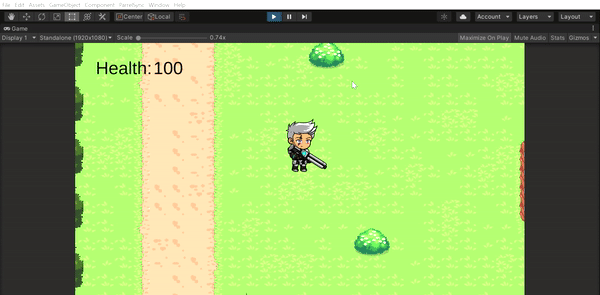 File Edit Assets GameObject Component GameSync Window Help
Center Local Account Layers Layout
Game
Display 1 Standalone (1920x1080) Scale 0.74x Maximize On Play Mute Audio Stats Gizmos
Health:100